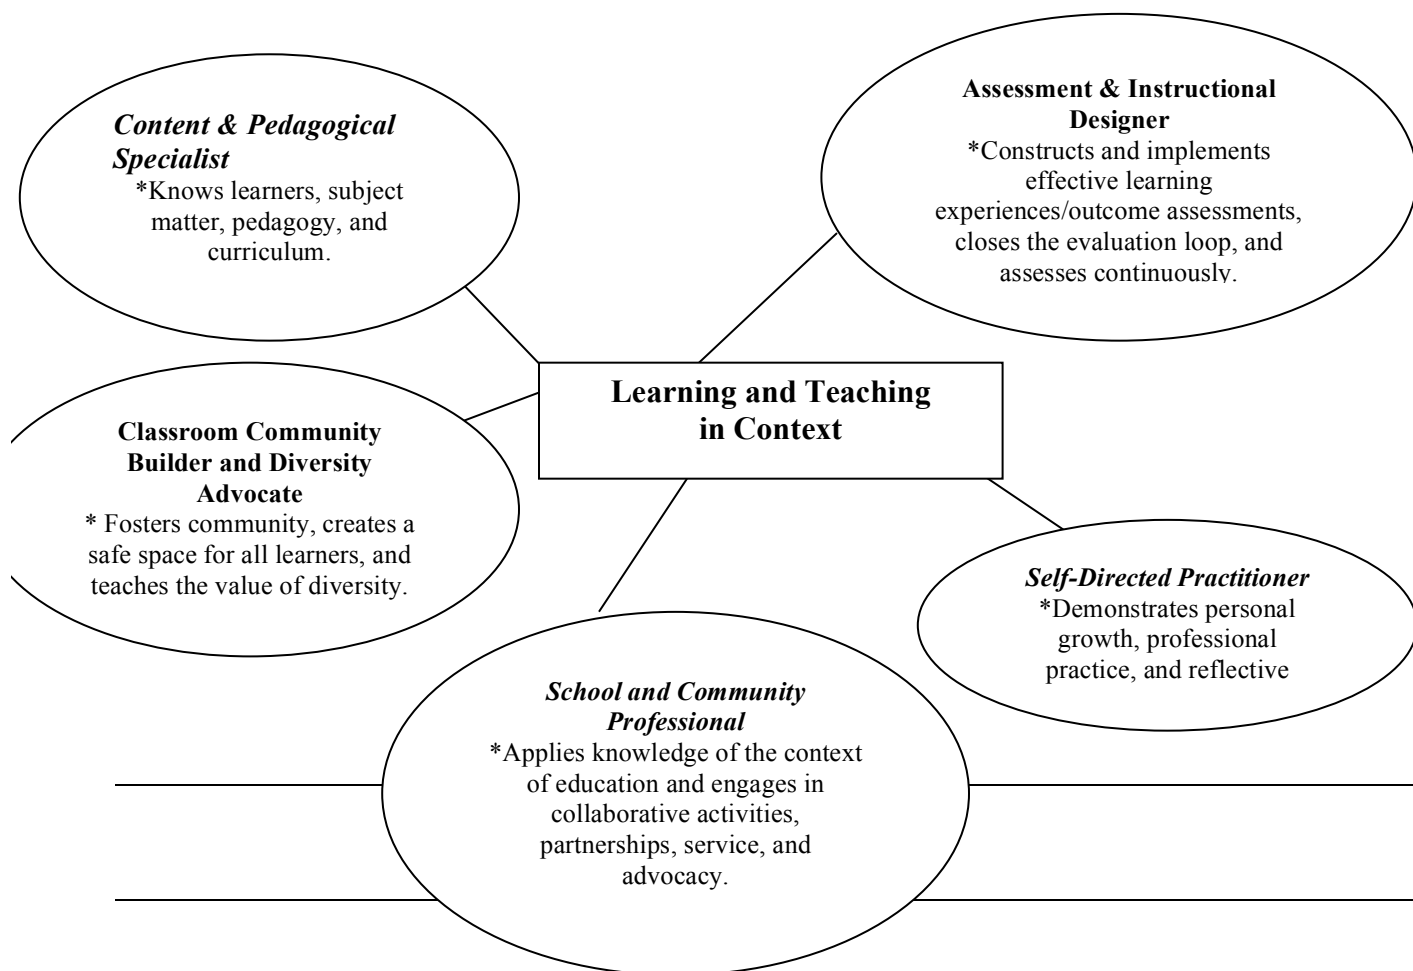 Content & Pedagogical
Specialist
*Knows learners, subject
matter, pedagogy, and
curriculum.
Assessment & Instructional
Designer
*Constructs and implements
effective learning
experiences/outcome assessments,
closes the evaluation loop, and
assesses continuously.
Learning and Teaching
in Context
Classroom Community
Builder and Diversity
Advocate
* Fosters community, creates a
safe space for all learners, and
teaches the value of diversity.
Self-Directed Practitioner
*Demonstrates personal
growth, professional
practice, and reflective
School and Community
Professional
*Applies knowledge of the context
of education and engages in
collaborative activities,
partnerships, service, and
advocacy.